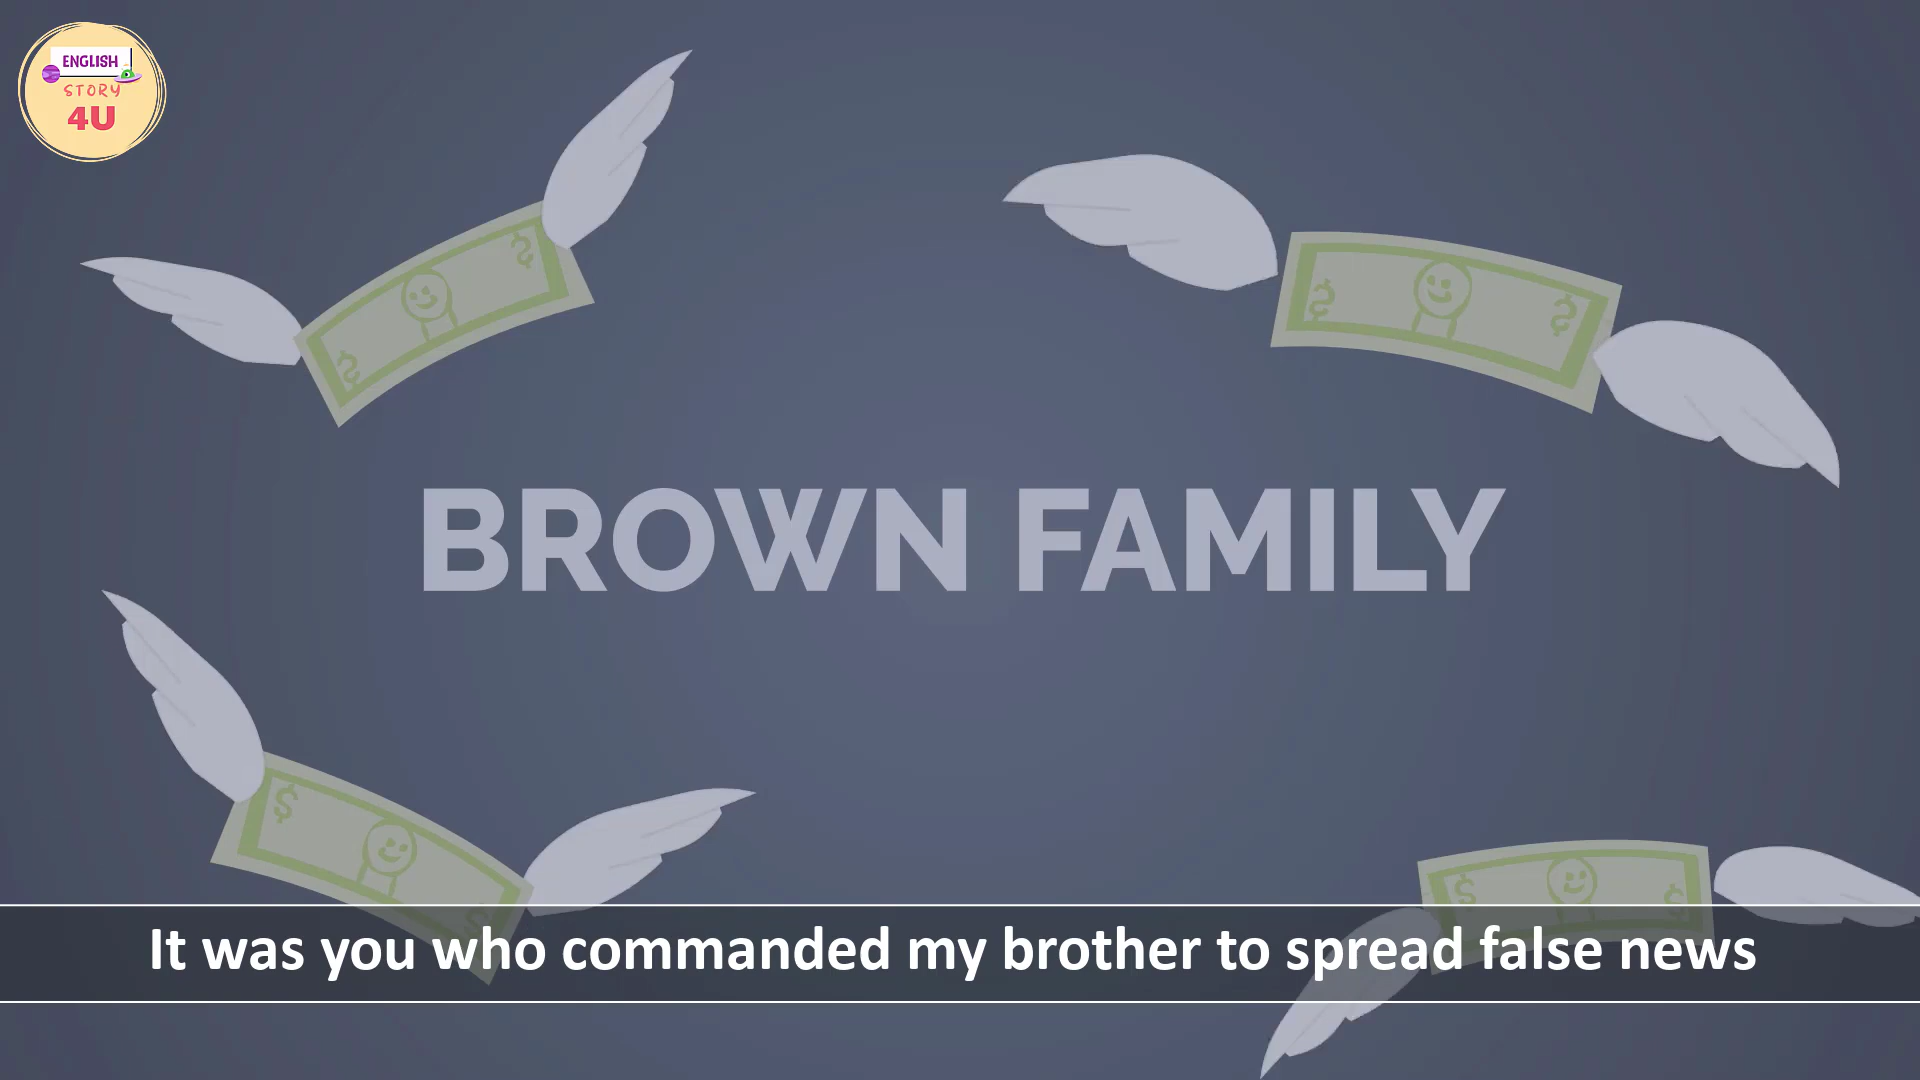 ENGLISH
STORY
4U
BROWN FAMILY
It was you who commanded my brother to spread false news